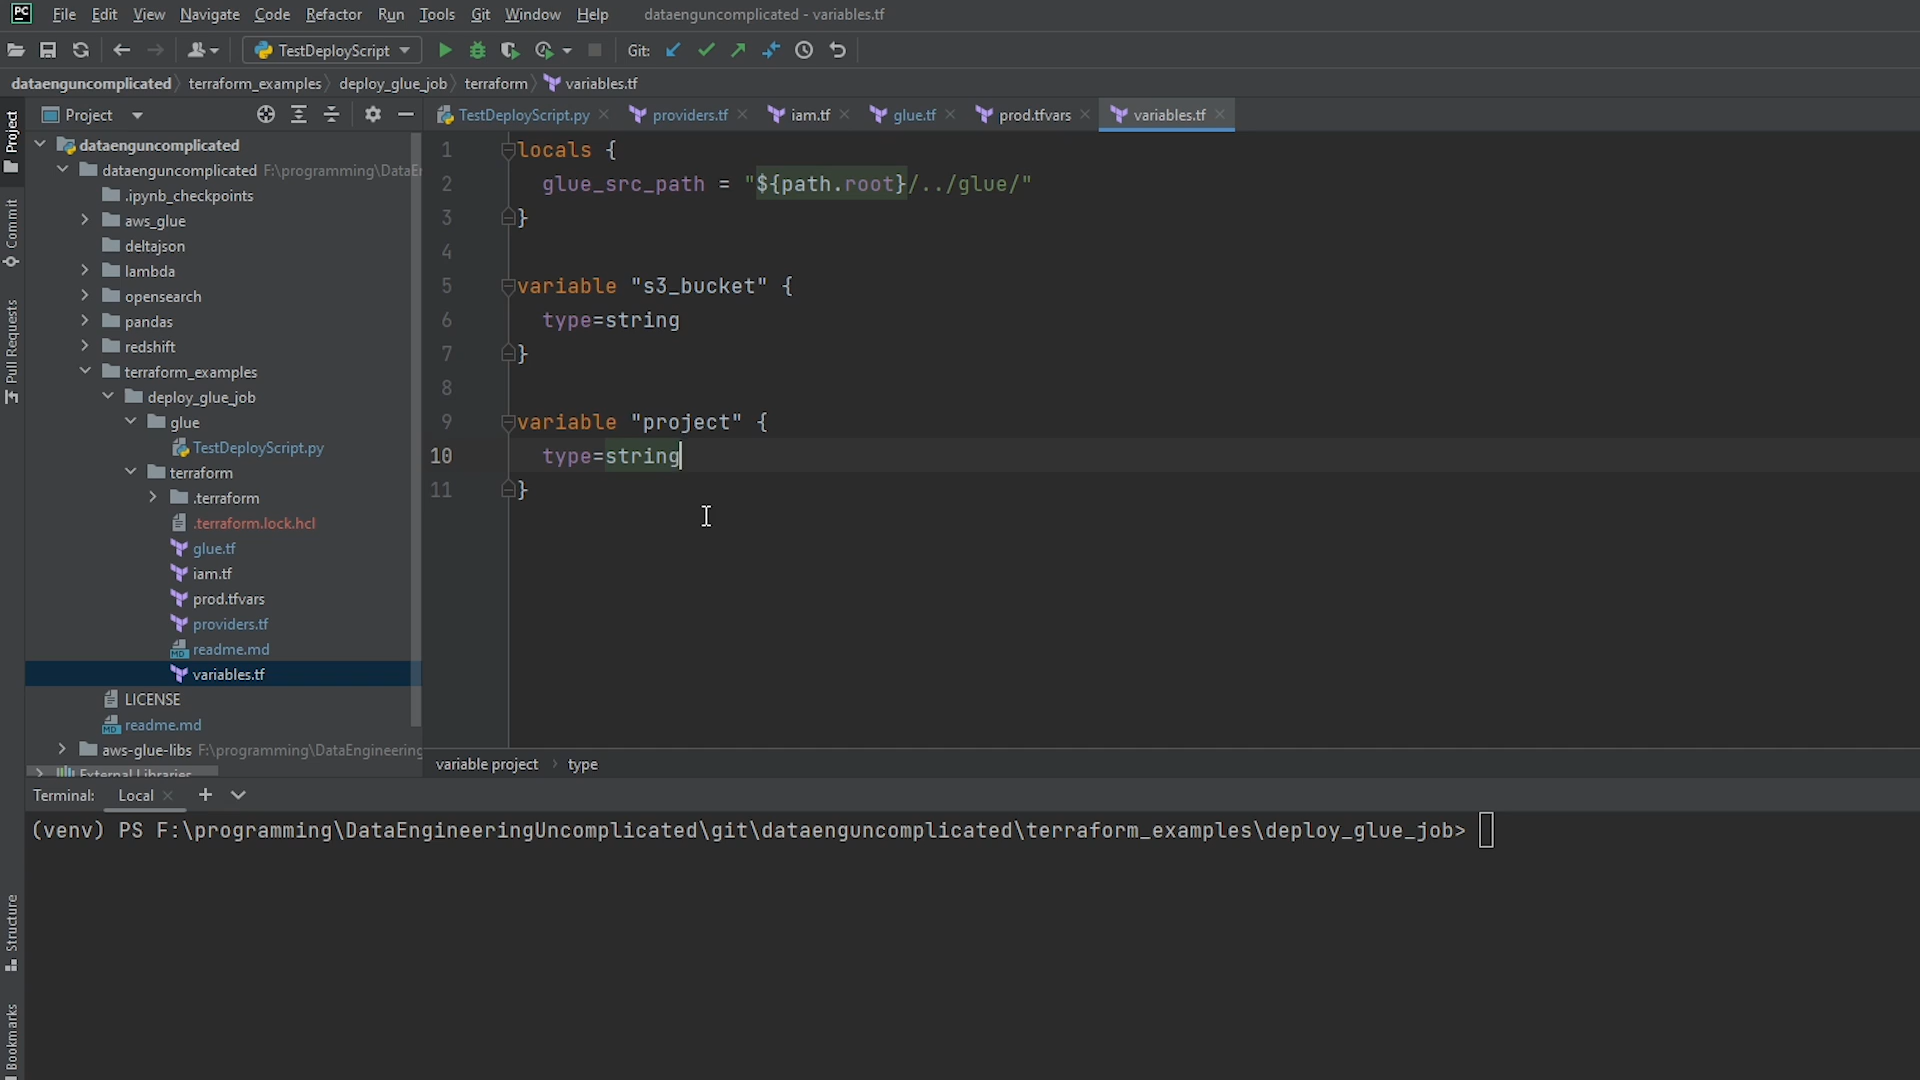 PC File Edit View Navigate Code Refactor Run Tools Git Window Help dataenguncomplicated - variables.tf
TestDeployScript Git:
dataenguncomplicated terraform_examples deploy_glue_job terraform variables.tf
Project
TestDeployScript.py providers.tf iam.tf glue.tf prod.tfvars variables.tf
Project
Commit
Pull Requests
Structure
Bookmarks
dataenguncomplicated
dataenguncomplicated F:\programming\DataE
.ipynb_checkpoints
aws_glue
deltajson
lambda
opensearch
pandas
redshift
terraform_examples
deploy_glue_job
glue
TestDeployScript.py
terraform
.terraform
.terraform.lock.hcl
glue.tf
iam.tf
prod.tfvars
providers.tf
MD readme.md
variables.tf
LICENSE
MD readme.md
aws-glue-libs F:\programming\DataEngineering
External Libraries
1 locals {
2 glue_src_path = "${path.root}/../glue/"
3 }
4
5 variable "s3_bucket" {
6 type=string
7 }
8
9 variable "project" {
10 type=string
11 }
variable project › type
Terminal: Local
(venv) PS F:\programming\DataEngineeringUncomplicated\git\dataenguncomplicated\terraform_examples\deploy_glue_job>